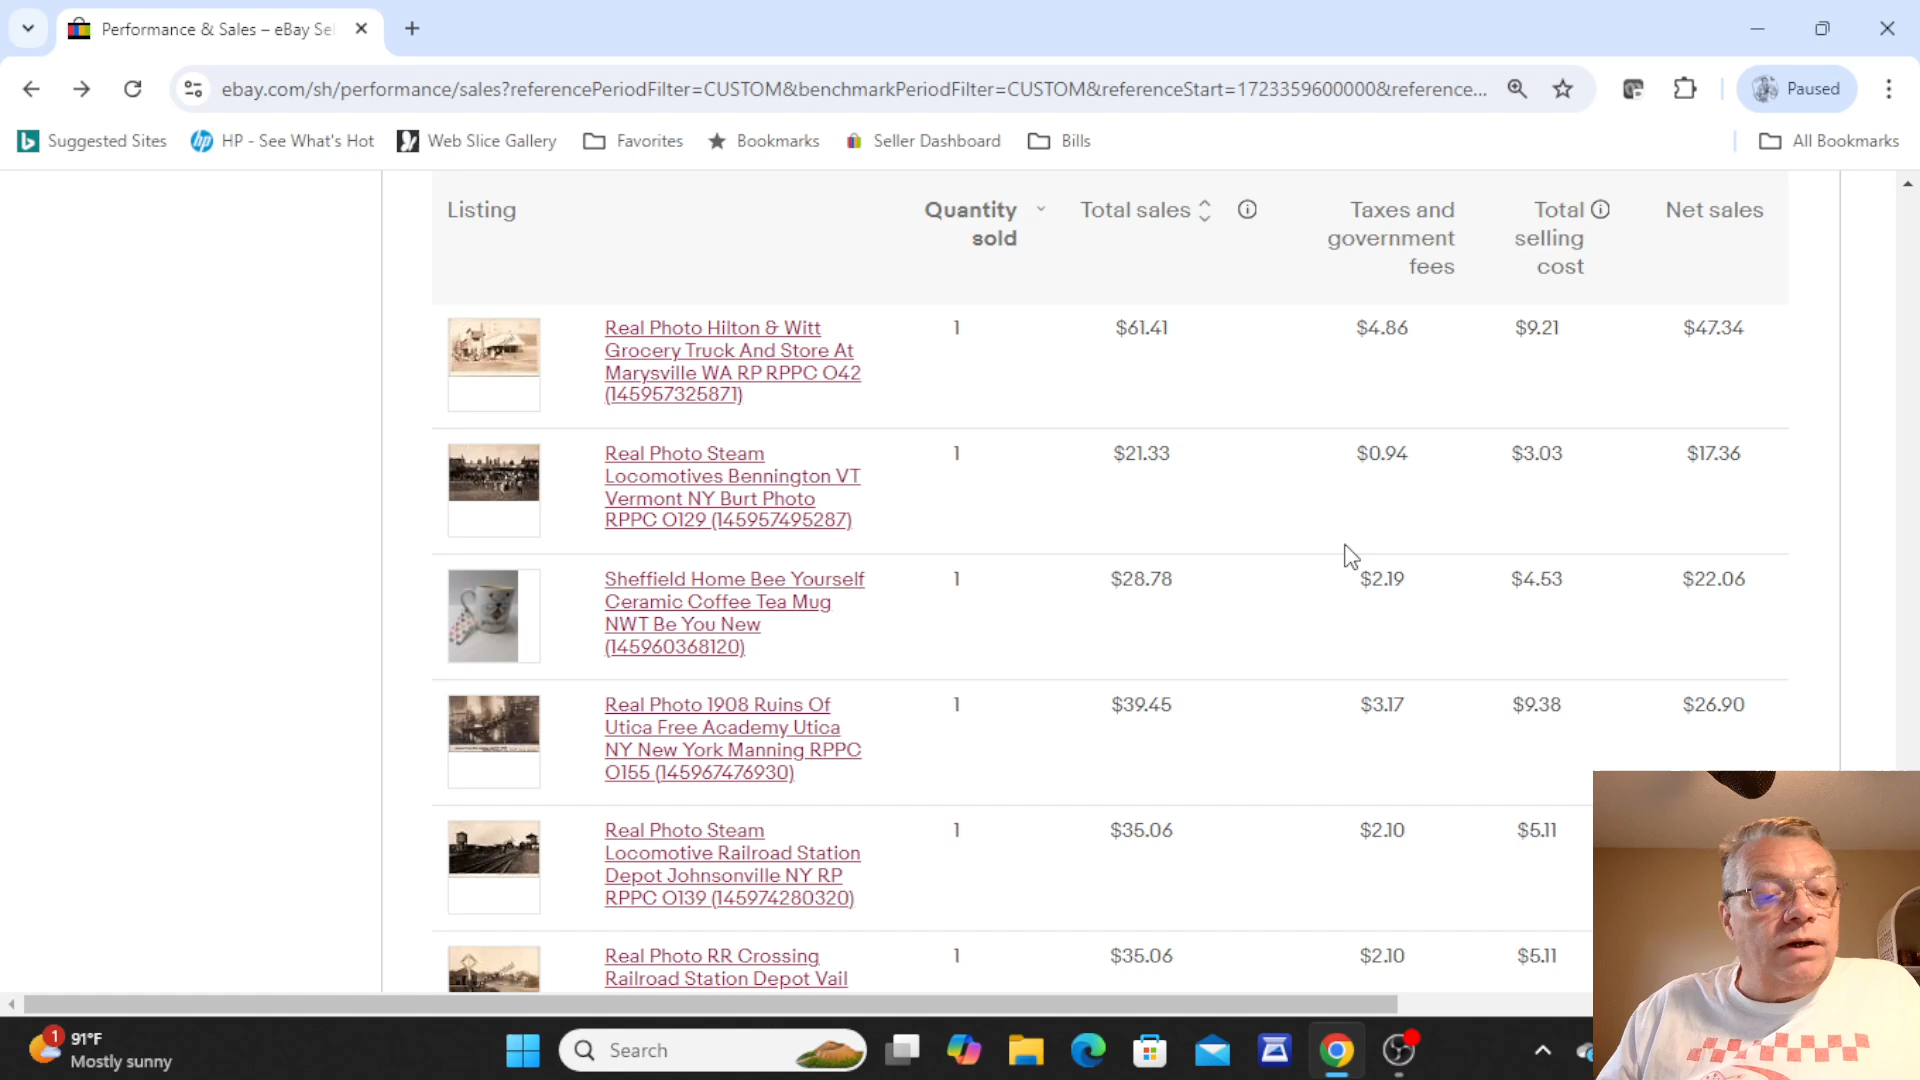 Performance & Sales – eBay Se
ebay.com/sh/performance/sales?referencePeriodFilter=CUSTOM&benchmarkPeriodFilter=CUSTOM&referenceStart=1723359600000&reference...
Paused
Suggested Sites
HP - See What's Hot
Web Slice Gallery
Favorites
Bookmarks
Seller Dashboard
Bills
All Bookmarks
Listing
Quantity sold
Total sales
Taxes and government fees
Total selling cost
Net sales
Real Photo Hilton & Witt
Grocery Truck And Store At
Marysville WA RP RPPC O42
(145957325871)
1
$61.41
$4.86
$9.21
$47.34
Real Photo Steam
Locomotives Bennington VT
Vermont NY Burt Photo
RPPC O129 (145957495287)
1
$21.33
$0.94
$3.03
$17.36
Sheffield Home Bee Yourself
Ceramic Coffee Tea Mug
NWT Be You New
(145960368120)
1
$28.78
$2.19
$4.53
$22.06
Real Photo 1908 Ruins Of
Utica Free Academy Utica
NY New York Manning RPPC
O155 (145967476930)
1
$39.45
$3.17
$9.38
$26.90
Real Photo Steam
Locomotive Railroad Station
Depot Johnsonville NY RP
RPPC O139 (145974280320)
1
$35.06
$2.10
$5.11
Real Photo RR Crossing
Railroad Station Depot Vail
1
$35.06
$2.10
$5.11
1
91°F
Mostly sunny
Search